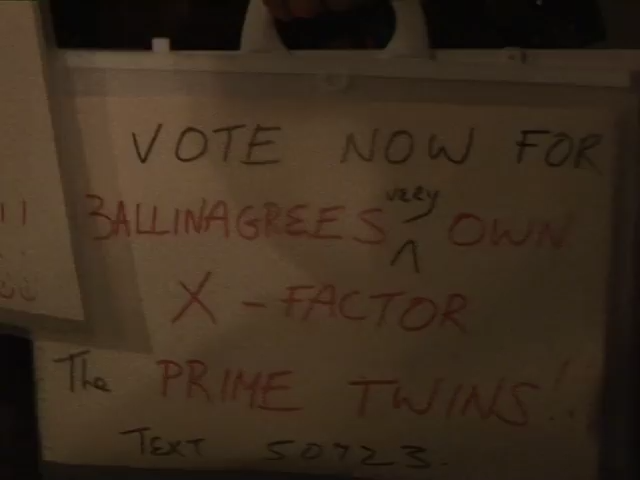 VOTE NOW FOR
BALLINAGREES very OWN
X - FACTOR
The PRIME TWINS!!
TEXT 50723.